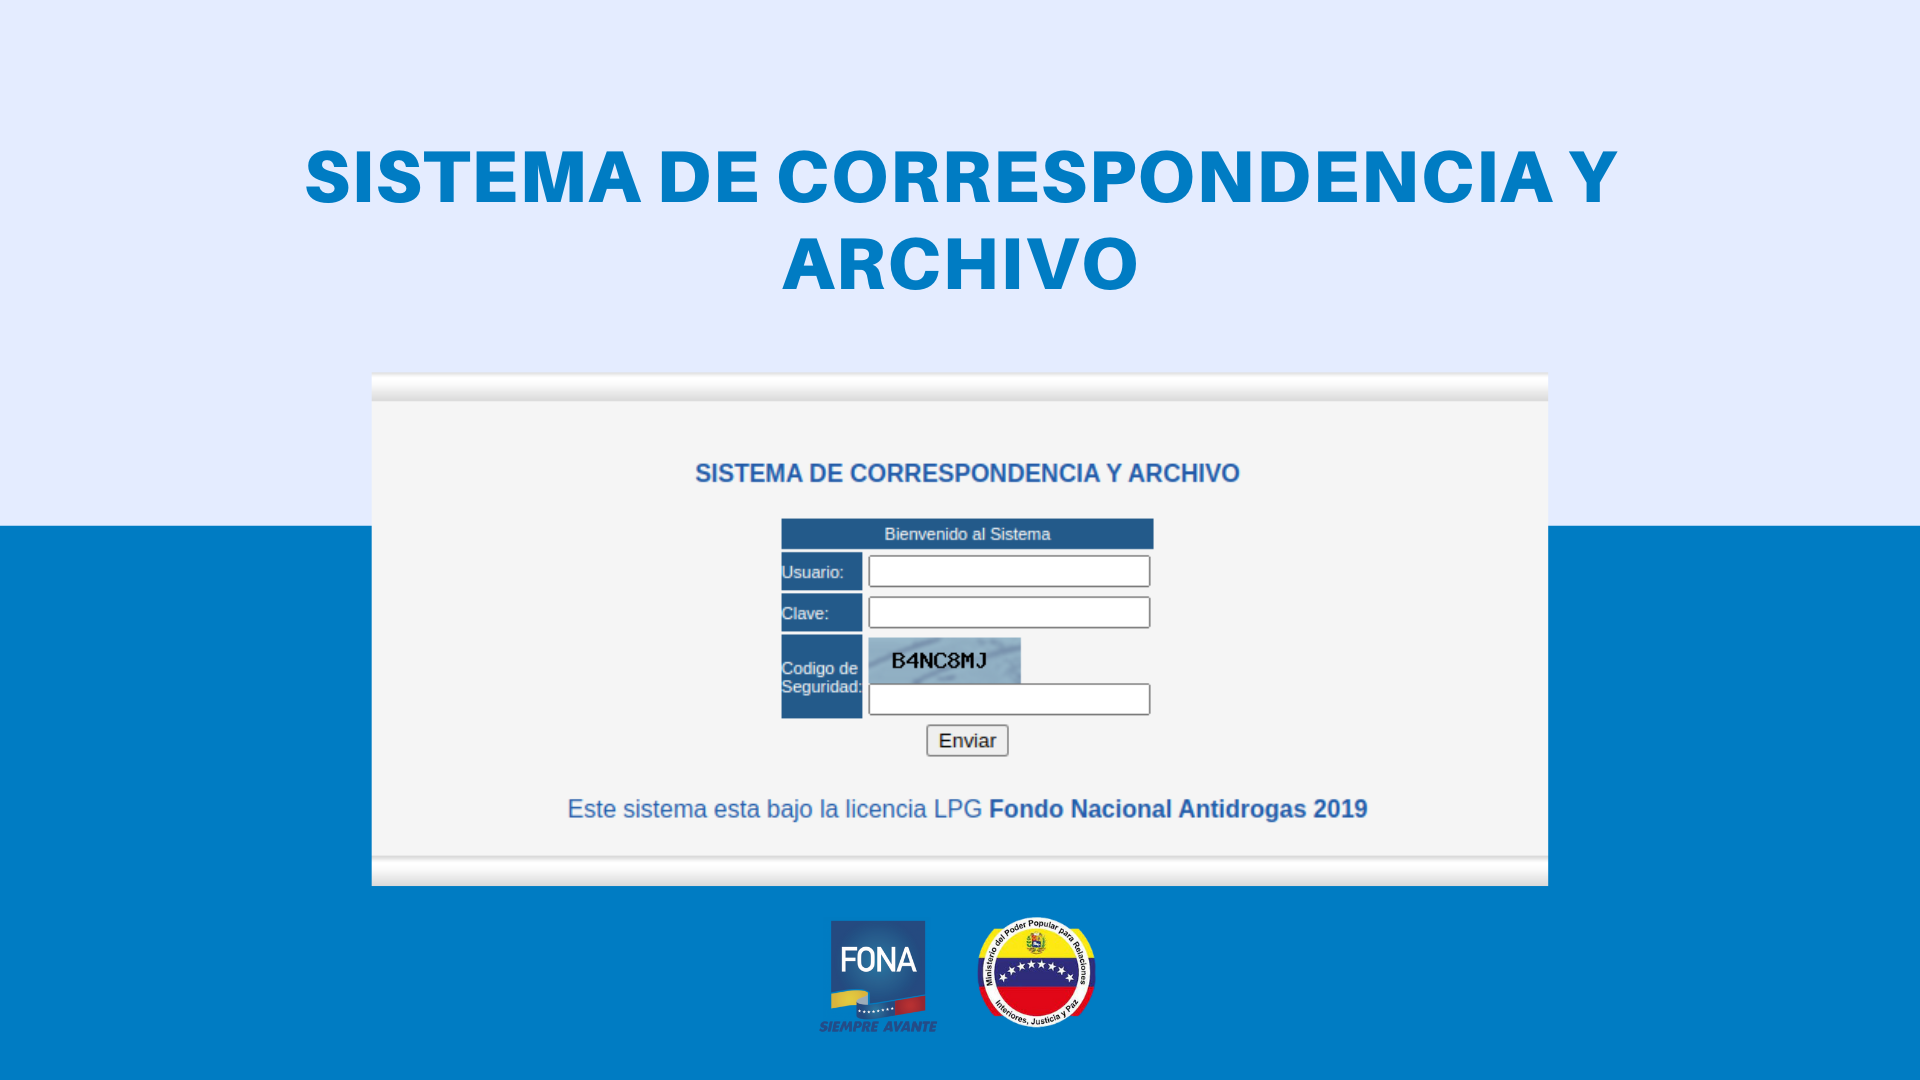 SISTEMA DE CORRESPONDENCIA Y
ARCHIVO
SISTEMA DE CORRESPONDENCIA Y ARCHIVO
Bienvenido al Sistema
Usuario:
Clave:
Codigo de
Seguridad:
B4NC8MJ
Enviar
Este sistema esta bajo la licencia LPG Fondo Nacional Antidrogas 2019
FONA
SIEMPRE AVANTE
Ministerio del Poder Popular para Relaciones
Interiores, Justicia y Paz